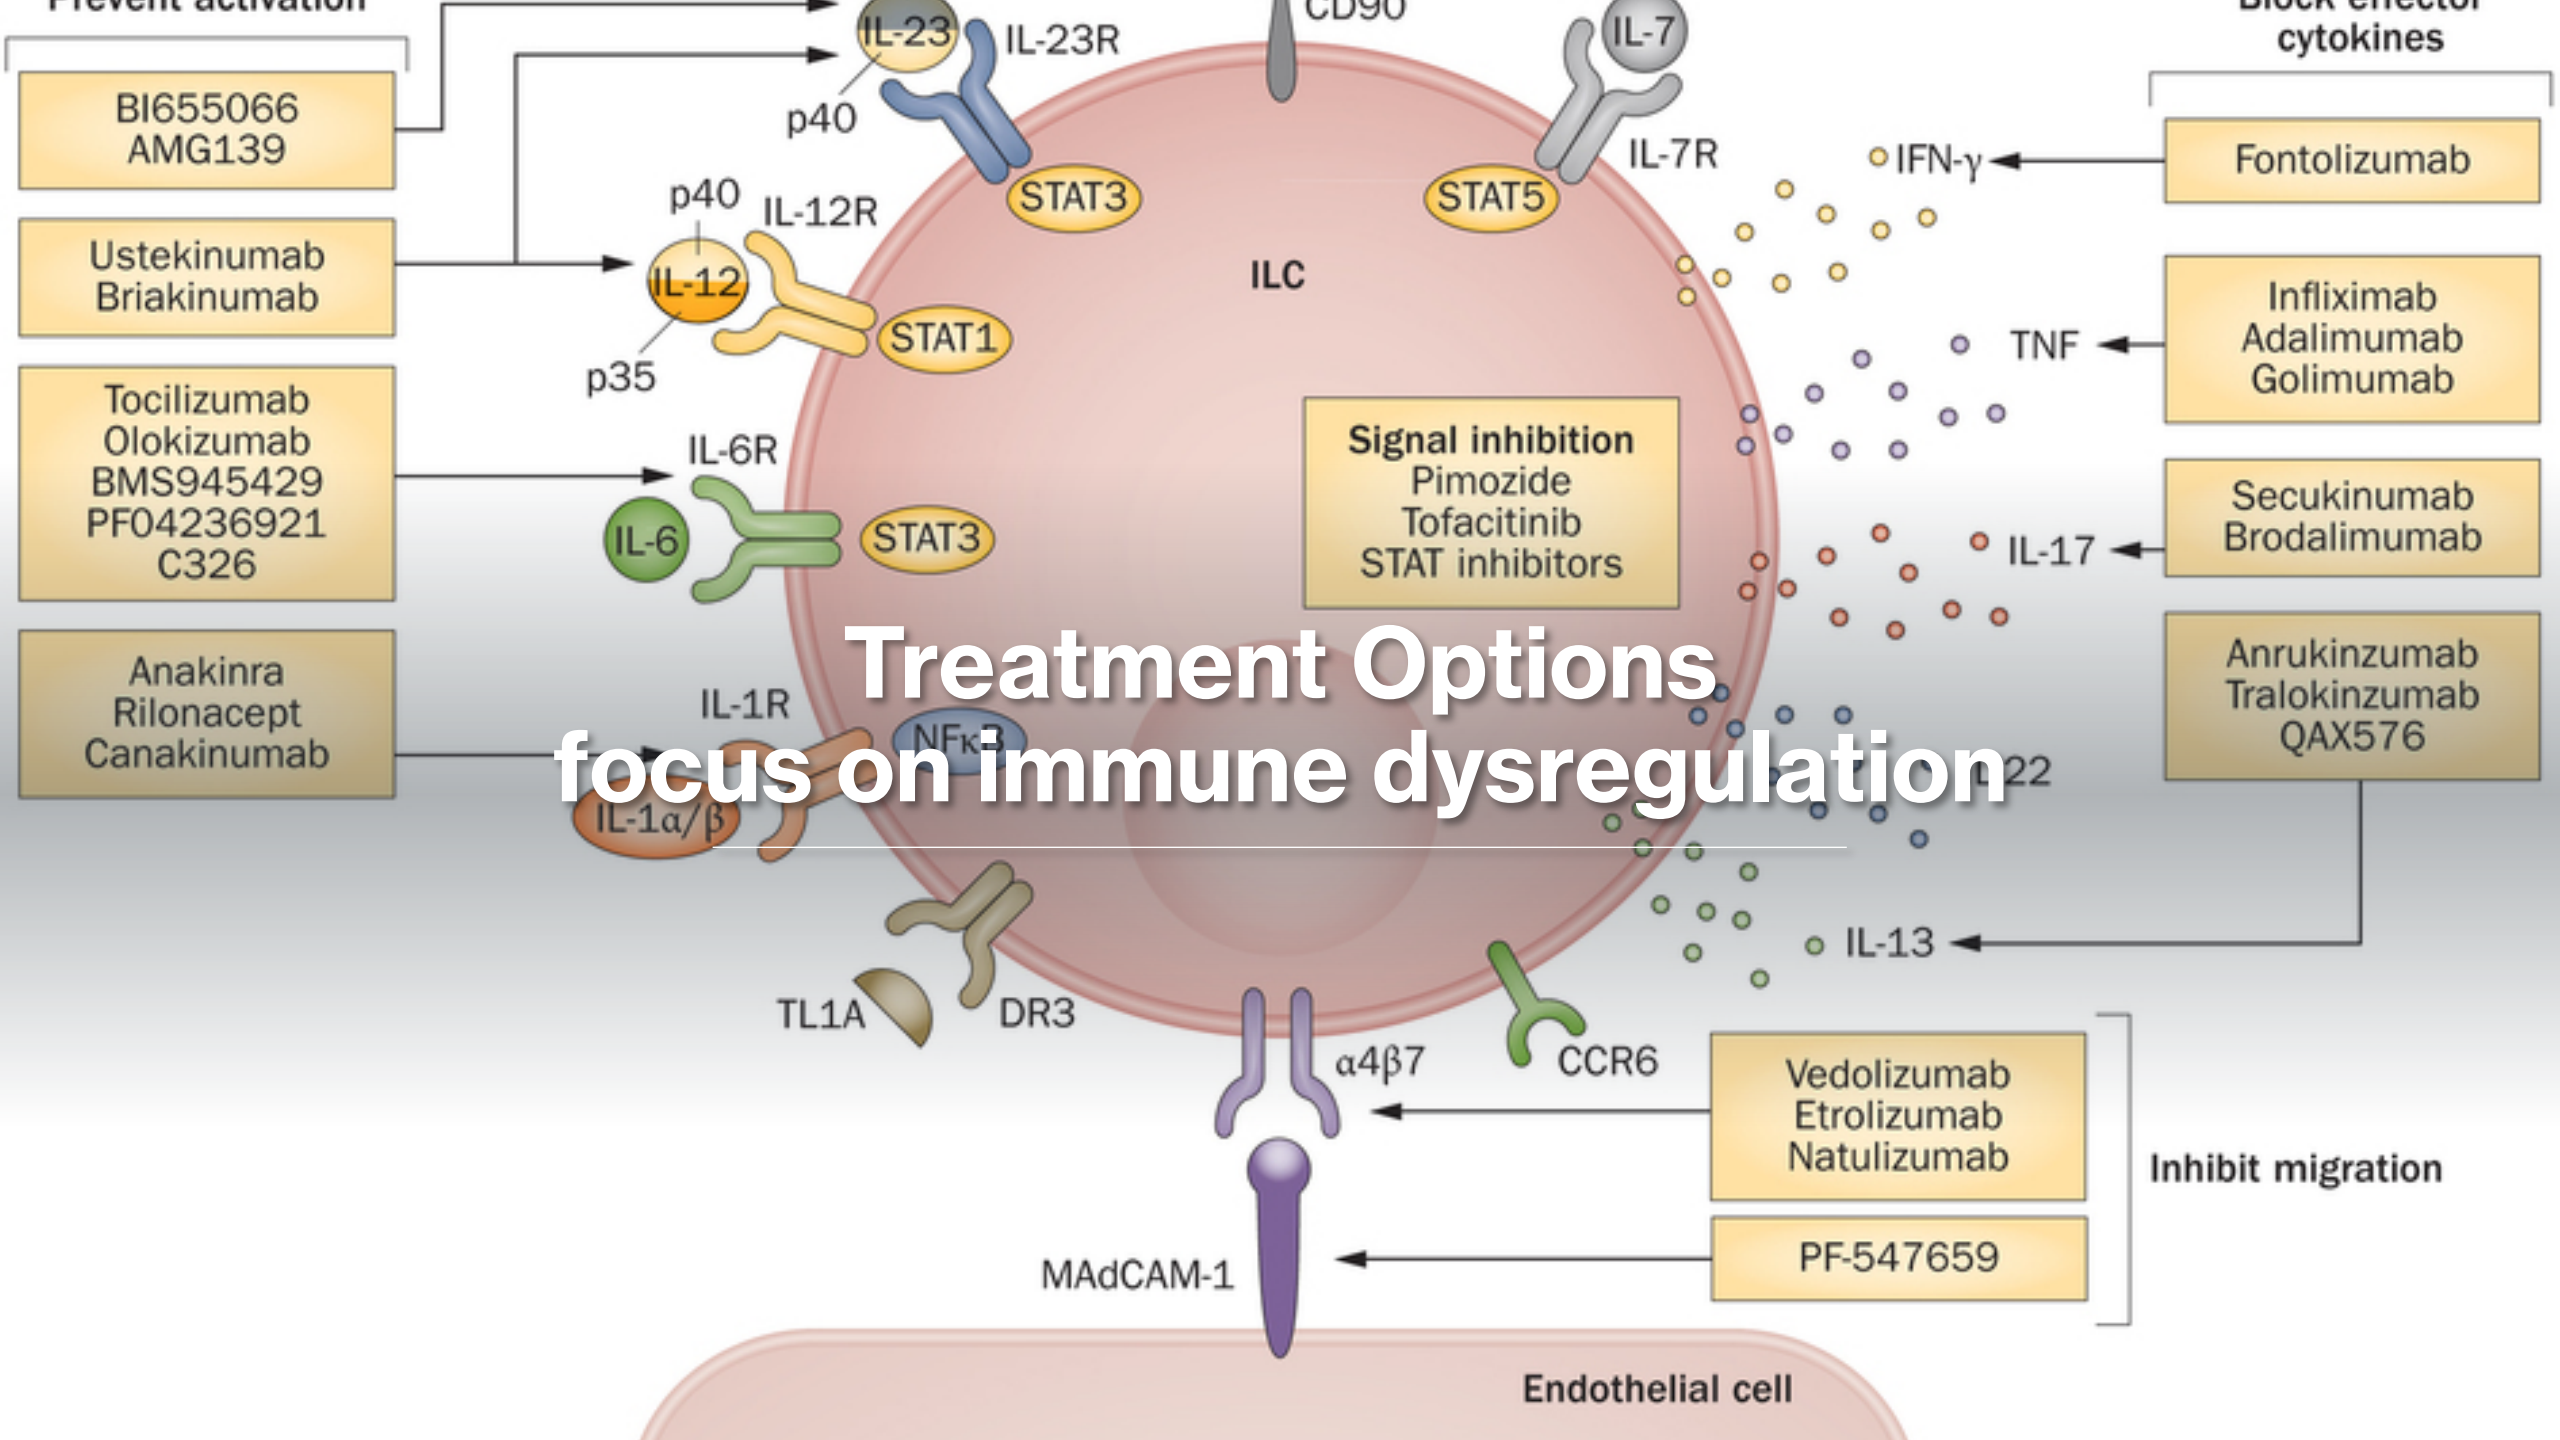 Prevent activation
BI655066
AMG139
Ustekinumab
Briakinumab
Tocilizumab
Olokizumab
BMS945429
PF04236921
C326
Anakinra
Rilonacept
Canakinumab
IL-23
IL-23R
p40
p40
IL-12R
IL-12
p35
IL-6R
IL-6
IL-1R
IL-1α/β
TL1A
DR3
STAT3
STAT1
STAT3
NFκB
CD90
IL-7
IL-7R
STAT5
ILC
Signal inhibition
Pimozide
Tofacitinib
STAT inhibitors
Treatment Options
focus on immune dysregulation
Block effector
cytokines
IFN-γ
Fontolizumab
TNF
Infliximab
Adalimumab
Golimumab
IL-17
Secukinumab
Brodalimumab
Anrukinzumab
Tralokinzumab
QAX576
22
IL-13
α4β7
CCR6
Vedolizumab
Etrolizumab
Natulizumab
PF-547659
Inhibit migration
MAdCAM-1
Endothelial cell